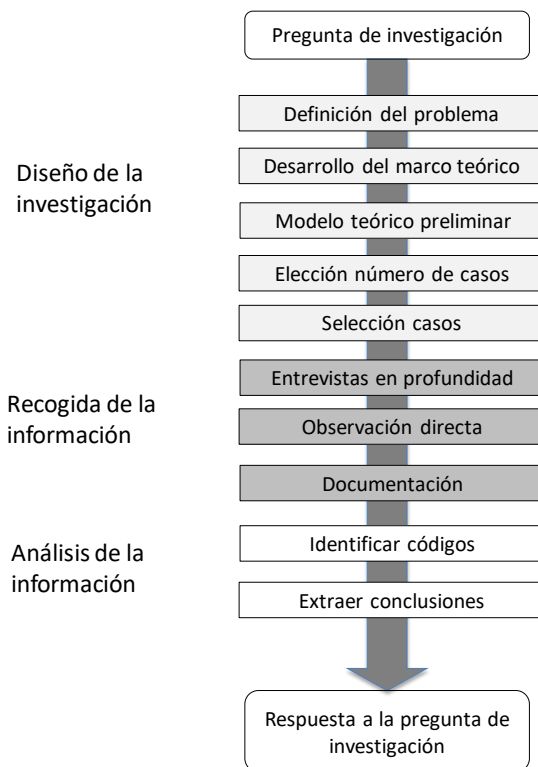 Pregunta de investigación
Definición del problema
Diseño de la
investigación
Desarrollo del marco teórico
Modelo teórico preliminar
Elección número de casos
Selección casos
Recogida de la
información
Entrevistas en profundidad
Observación directa
Documentación
Análisis de la
información
Identificar códigos
Extraer conclusiones
Respuesta a la pregunta de
investigación